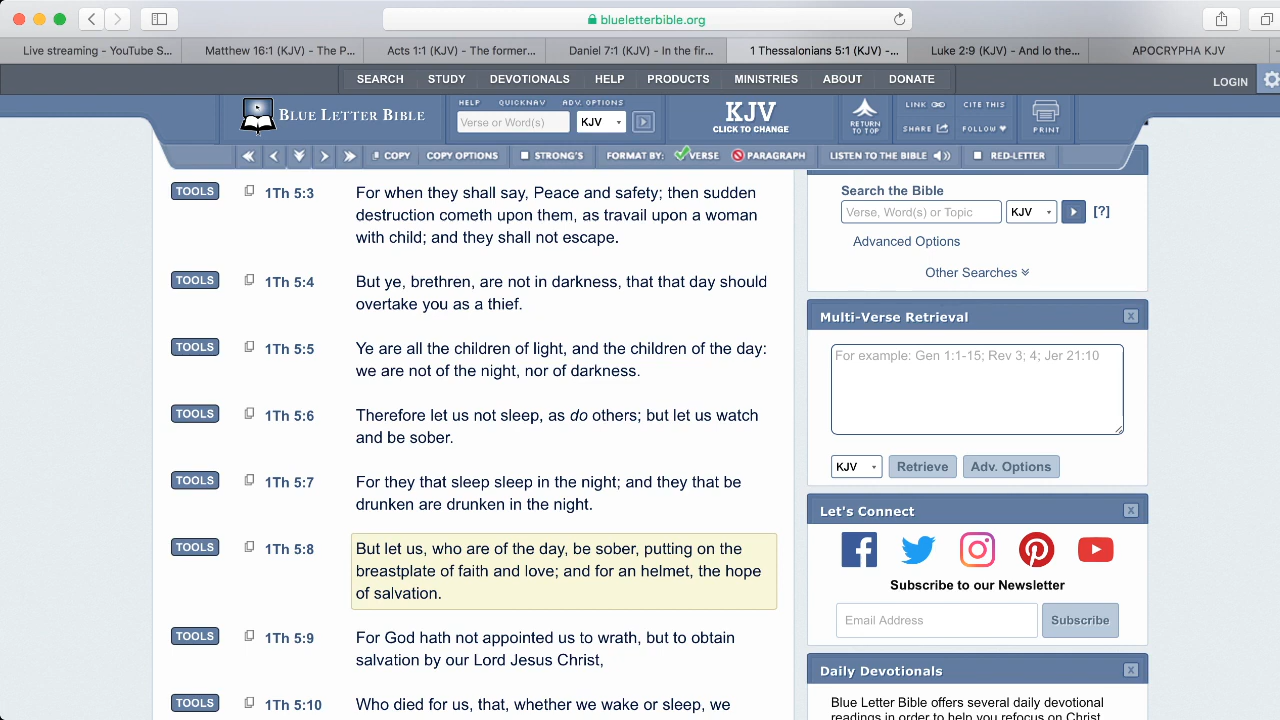 blueletterbible.org
Live streaming - YouTube S...
Matthew 16:1 (KJV) - The P...
Acts 1:1 (KJV) - The former...
Daniel 7:1 (KJV) - In the fir...
1 Thessalonians 5:1 (KJV) -...
Luke 2:9 (KJV) - And lo the...
APOCRYPHA KJV
SEARCH STUDY DEVOTIONALS HELP PRODUCTS MINISTRIES ABOUT DONATE
LOGIN
BLUE LETTER BIBLE
HELP QUICKNAV ADV. OPTIONS
Verse or Word(s) KJV
KJV
CLICK TO CHANGE
RETURN
TO TOP
LINK CITE THIS
SHARE FOLLOW
PRINT
COPY COPY OPTIONS STRONG'S FORMAT BY: VERSE PARAGRAPH LISTEN TO THE BIBLE RED-LETTER
TOOLS 1Th 5:3 For when they shall say, Peace and safety; then sudden
destruction cometh upon them, as travail upon a woman
with child; and they shall not escape.
TOOLS 1Th 5:4 But ye, brethren, are not in darkness, that that day should
overtake you as a thief.
TOOLS 1Th 5:5 Ye are all the children of light, and the children of the day:
we are not of the night, nor of darkness.
TOOLS 1Th 5:6 Therefore let us not sleep, as do others; but let us watch
and be sober.
TOOLS 1Th 5:7 For they that sleep sleep in the night; and they that be
drunken are drunken in the night.
TOOLS 1Th 5:8 But let us, who are of the day, be sober, putting on the
breastplate of faith and love; and for an helmet, the hope
of salvation.
TOOLS 1Th 5:9 For God hath not appointed us to wrath, but to obtain
salvation by our Lord Jesus Christ,
TOOLS 1Th 5:10 Who died for us, that, whether we wake or sleep, we
Search the Bible
Verse, Word(s) or Topic KJV [?]
Advanced Options
Other Searches
Multi-Verse Retrieval X
For example: Gen 1:1-15; Rev 3; 4; Jer 21:10
KJV Retrieve Adv. Options
Let's Connect X
Subscribe to our Newsletter
Email Address Subscribe
Daily Devotionals X
Blue Letter Bible offers several daily devotional
readings in order to help you refocus on Christ